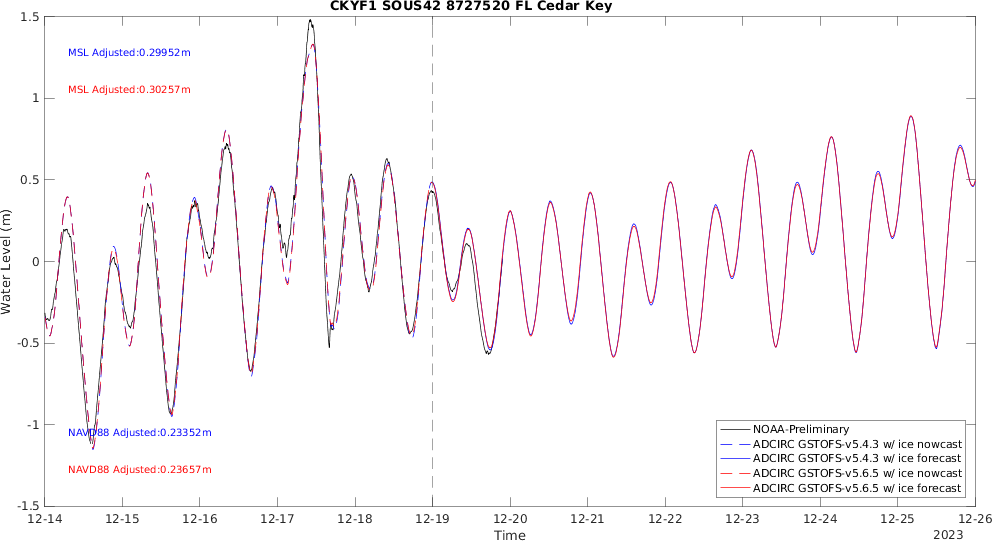 CKYF1 SOUS42 8727520 FL Cedar Key
1.5
1
0.5
0
-0.5
-1
-1.5
Water Level (m)
MSL Adjusted:0.29952m
MSL Adjusted:0.30257m
NAVD88 Adjusted:0.23352m
NAVD88 Adjusted:0.23657m
NOAA-Preliminary
ADCIRC GSTOFS-v5.4.3 w/ ice nowcast
ADCIRC GSTOFS-v5.4.3 w/ ice forecast
ADCIRC GSTOFS-v5.6.5 w/ ice nowcast
ADCIRC GSTOFS-v5.6.5 w/ ice forecast
12-14 12-15 12-16 12-17 12-18 12-19 12-20 12-21 12-22 12-23 12-24 12-25 12-26
Time
2023